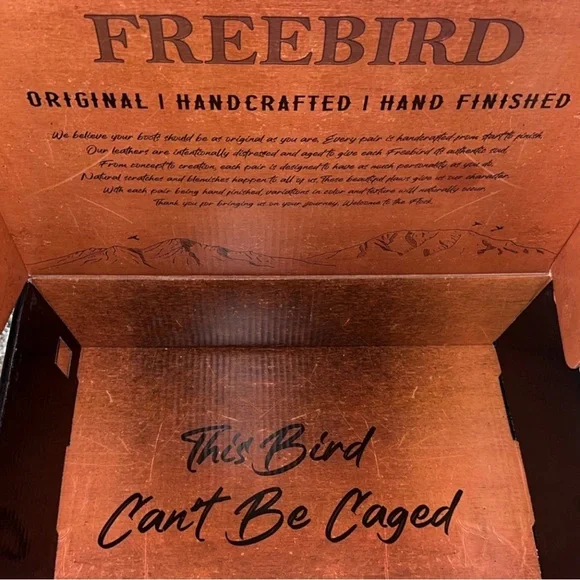 FREEBIRD
ORIGINAL | HANDCRAFTED | HAND FINISHED
We believe your boots should be as original as you are. Every pair is handcrafted from start to finish
Our leathers are intentionally distressed and aged to give each Freebird its authentic soul.
From concept to creation, each pair is designed to have as much personality as you do.
Natural scratches and blemishes happen to all of us. These beautiful flaws give us our character.
With each pair being hand finished, variations in color and texture will naturally occur.
Thank you for bringing us on your journey. Welcome to the flock.
This Bird
Can't Be Caged